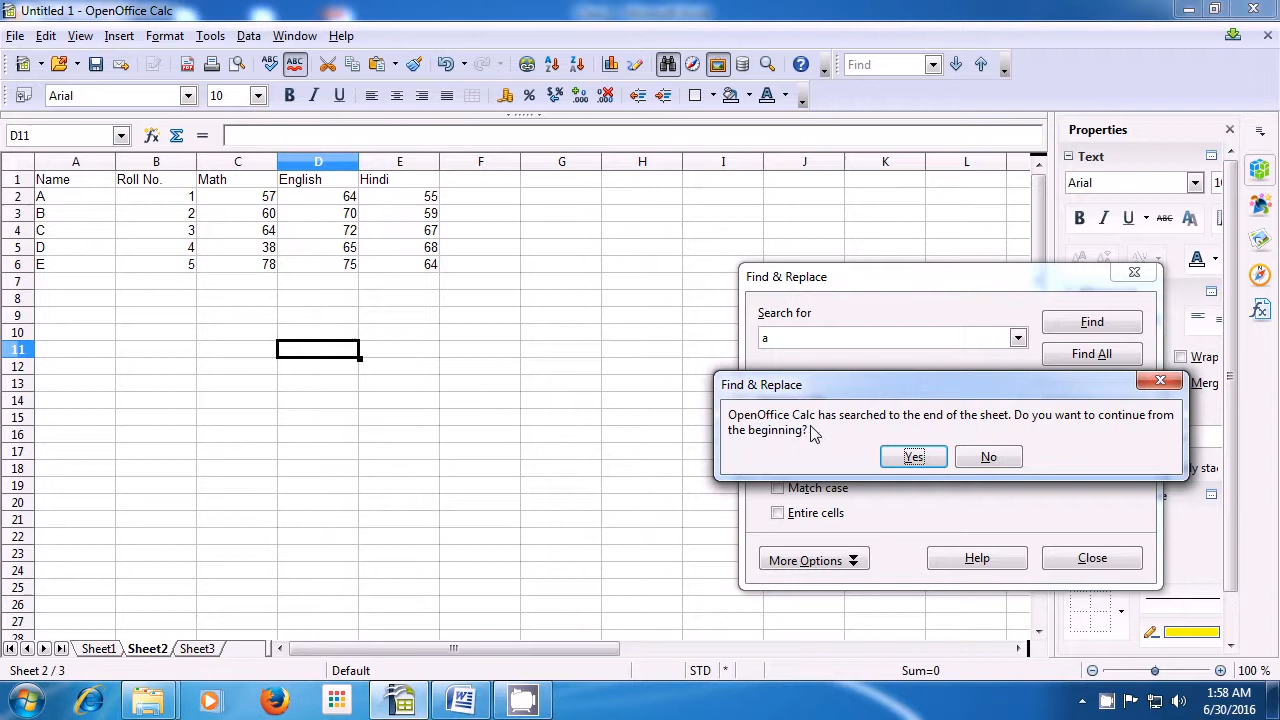 Untitled 1 - OpenOffice Calc
File Edit View Insert Format Tools Data Window Help
Find
Arial 10
D11
Properties
Text
Arial
A B C D E F G H I J K L
1 Name Roll No. Math English Hindi
2 A 1 57 64 55
3 B 2 60 70 59
4 C 3 64 72 67
5 D 4 38 65 68
6 E 5 78 75 64
7
8
9
10
11
12
13
14
15
16
17
18
19
20
21
22
23
24
25
26
27
28
Find & Replace
Search for
a
Find
Find All
Wrap
Merg
Find & Replace
OpenOffice Calc has searched to the end of the sheet. Do you want to continue from
the beginning?
Yes No
Match case
Entire cells
More Options Help Close
Sheet1 Sheet2 Sheet3
Sheet 2 / 3 Default STD * Sum=0 100 %
1:58 AM
6/30/2016